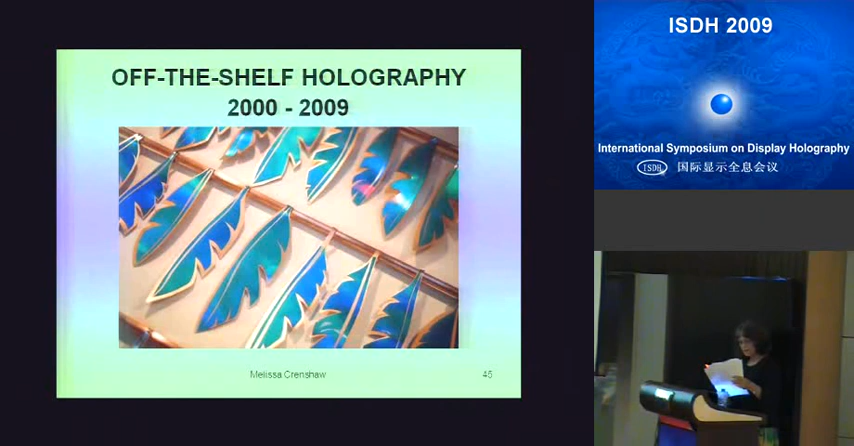 OFF-THE-SHELF HOLOGRAPHY
2000 - 2009
Melissa Crenshaw
45
ISDH 2009
International Symposium on Display Holography
ISDH 国际显示全息会议